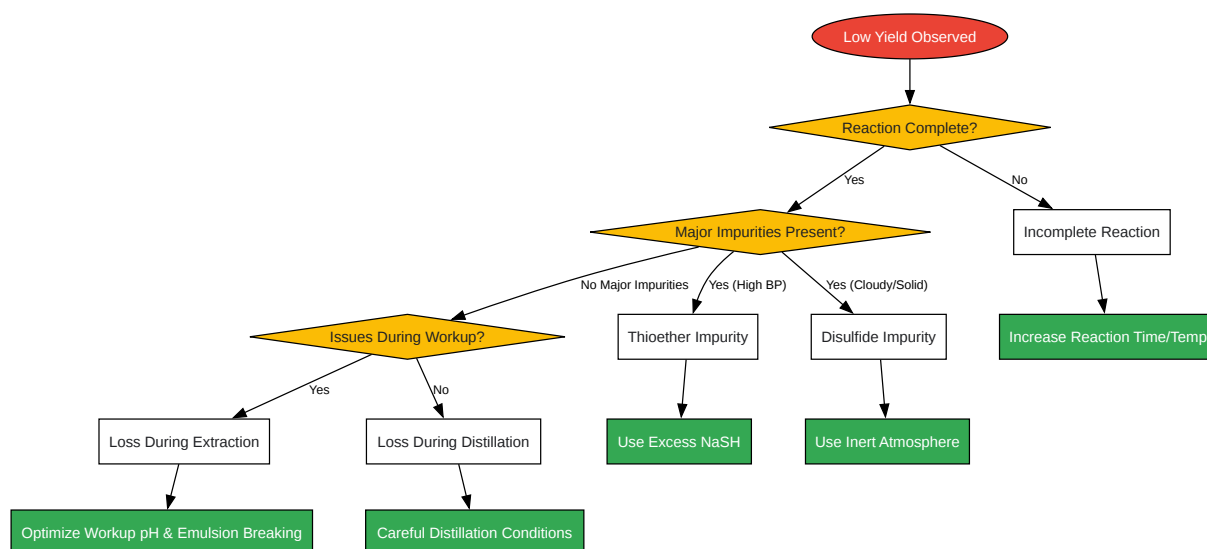 Low Yield Observed
Reaction Complete?
Yes
No
Major Impurities Present?
Incomplete Reaction
No Major Impurities
Yes (High BP)
Yes (Cloudy/Solid)
Issues During Workup?
Thioether Impurity
Disulfide Impurity
Increase Reaction Time/Temp
Yes
No
Loss During Extraction
Loss During Distillation
Use Excess NaSH
Use Inert Atmosphere
Optimize Workup pH & Emulsion Breaking
Careful Distillation Conditions